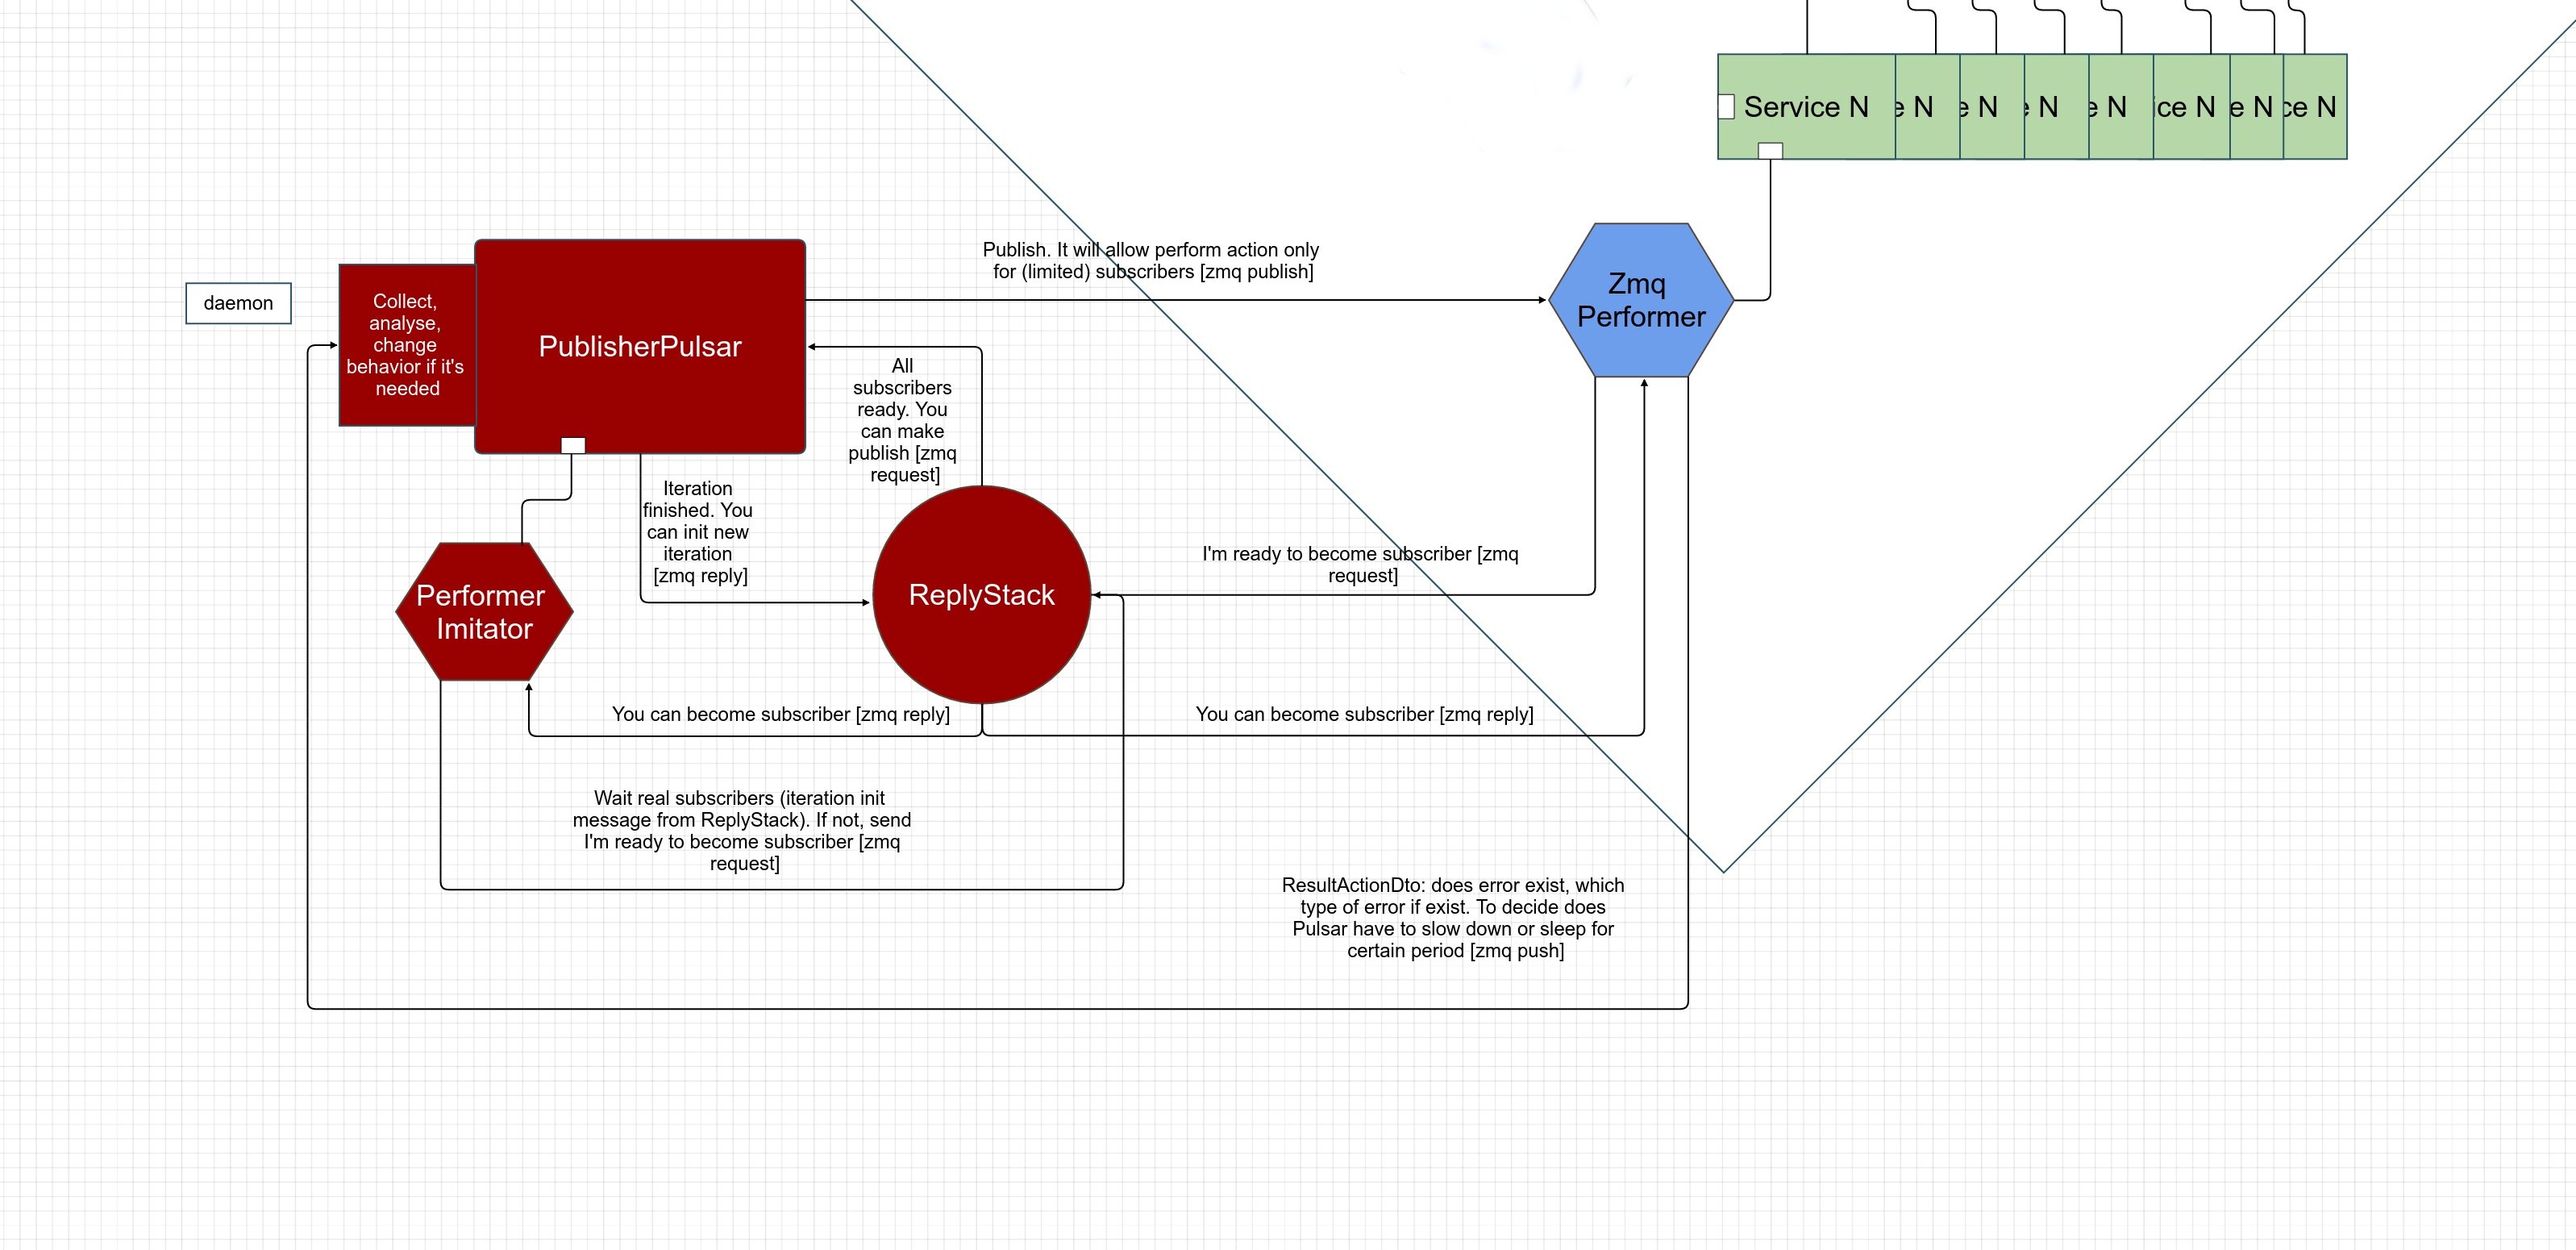 Service N
e N
e N
e N
e N
ice N
e N
ce N
Publish. It will allow perform action only
for (limited) subscribers [zmq publish]
Zmq
Performer
daemon
Collect,
analyse,
change
behavior if it's
needed
PublisherPulsar
All
subscribers
ready. You
can make
publish [zmq
request]
Iteration
finished. You
can init new
iteration
[zmq reply]
Performer
Imitator
ReplyStack
I'm ready to become subscriber [zmq
request]
You can become subscriber [zmq reply]
You can become subscriber [zmq reply]
Wait real subscribers (iteration init
message from ReplyStack). If not, send
I'm ready to become subscriber [zmq
request]
ResultActionDto: does error exist, which
type of error if exist. To decide does
Pulsar have to slow down or sleep for
certain period [zmq push]